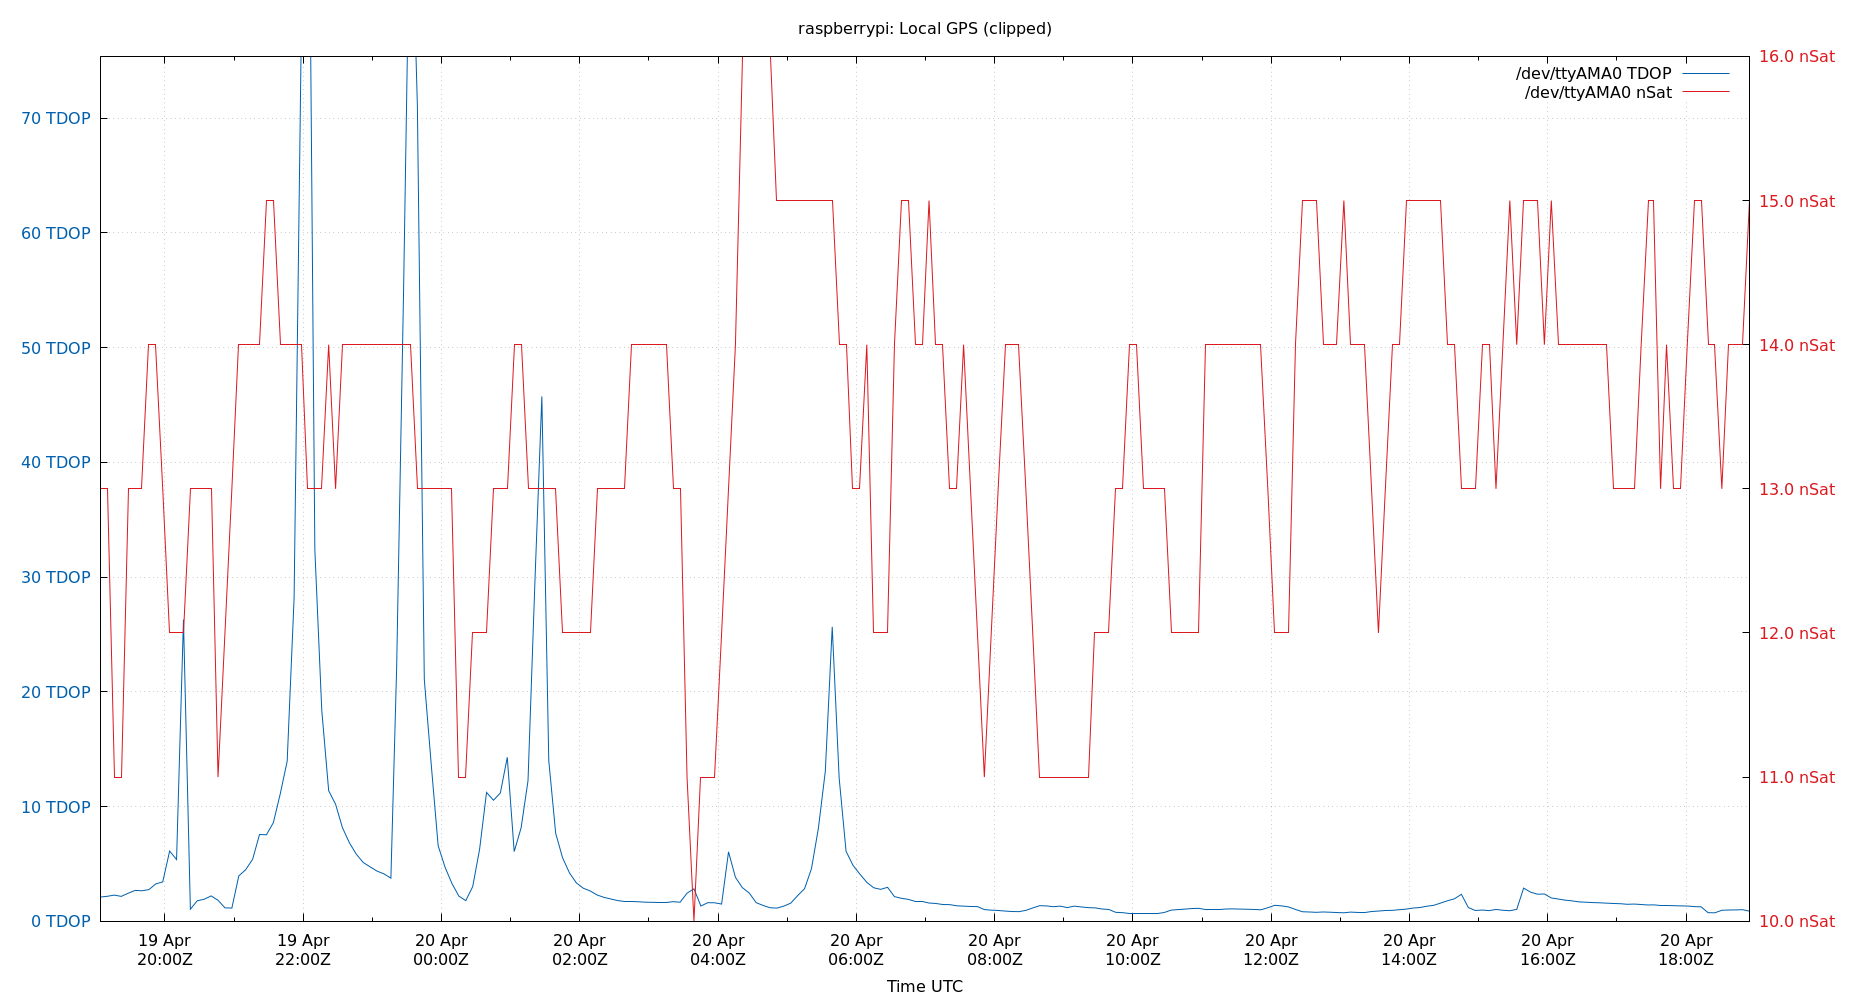 raspberrypi: Local GPS (clipped)
16.0 nSat
/dev/ttyAMA0 TDOP
/dev/ttyAMA0 nSat
70 TDOP
15.0 nSat
60 TDOP
50 TDOP
14.0 nSat
40 TDOP
13.0 nSat
30 TDOP
12.0 nSat
20 TDOP
11.0 nSat
10 TDOP
0 TDOP
10.0 nSat
19 Apr 19 Apr 20 Apr 20 Apr 20 Apr 20 Apr 20 Apr 20 Apr 20 Apr 20 Apr 20 Apr 20 Apr
20:00Z 22:00Z 00:00Z 02:00Z 04:00Z 06:00Z 08:00Z 10:00Z 12:00Z 14:00Z 16:00Z 18:00Z
Time UTC